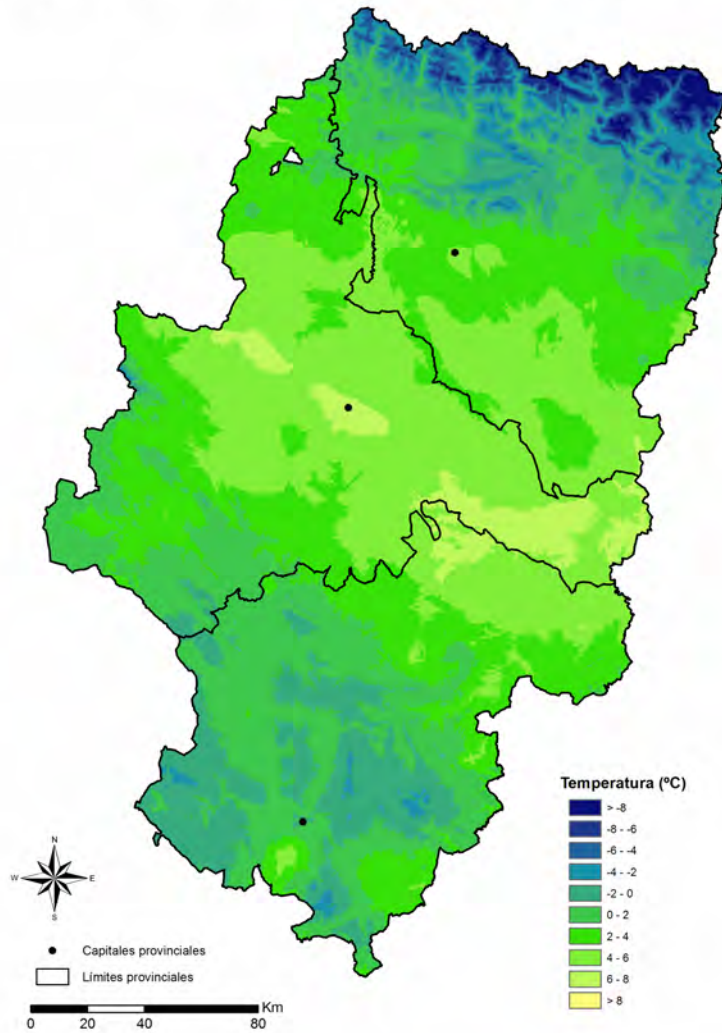 Temperatura (ºC)
> -8
-8 - -6
-6 - -4
-4 - -2
-2 - 0
0 - 2
2 - 4
4 - 6
6 - 8
> 8
N
W E
S
Capitales provinciales
Límites provinciales
Km
0 20 40 80